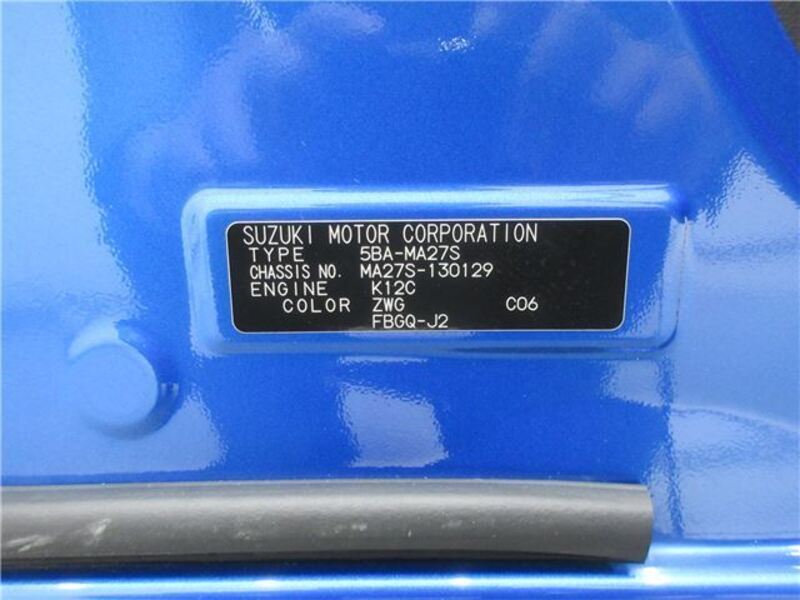 SUZUKI MOTOR CORPORATION
TYPE 5BA-MA27S
CHASSIS NO. MA27S-130129
ENGINE K12C
COLOR ZWG C06
FBGQ-J2